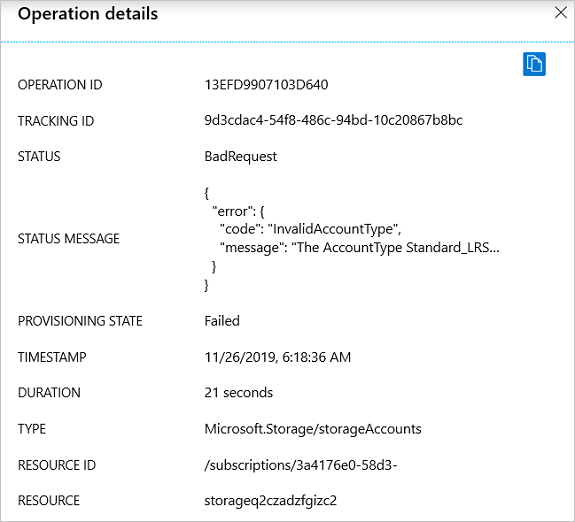 Operation details
OPERATION ID 13EFD9907103D640
TRACKING ID 9d3cdac4-54f8-486c-94bd-10c20867b8bc
STATUS BadRequest
{
"error": {
"code": "InvalidAccountType",
STATUS MESSAGE "message": "The AccountType Standard_LRS...
}
}
PROVISIONING STATE Failed
TIMESTAMP 11/26/2019, 6:18:36 AM
DURATION 21 seconds
TYPE Microsoft.Storage/storageAccounts
RESOURCE ID /subscriptions/3a4176e0-58d3-
RESOURCE storageq2czadzfgizc2